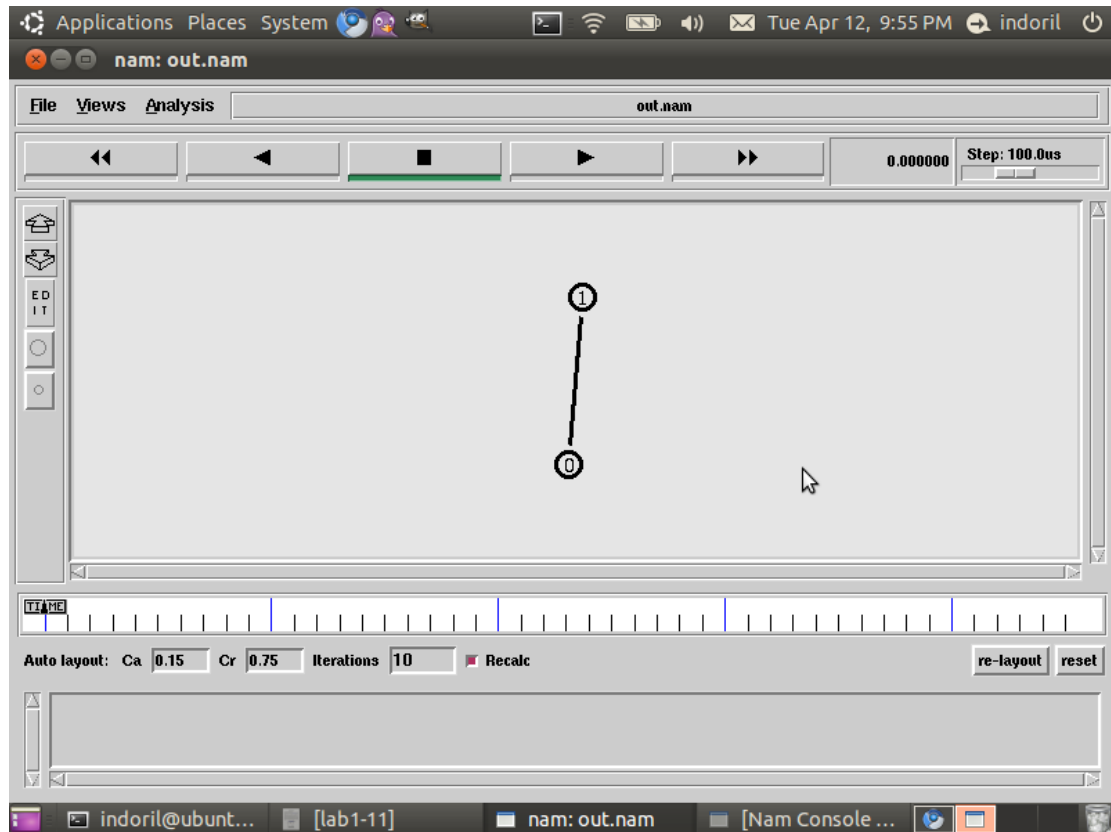 Applications Places System Tue Apr 12, 9:55 PM indoril
nam: out.nam
File Views Analysis out.nam
0.000000 Step: 100.0us
E D
I T
1
0
TIME
Auto layout: Ca 0.15 Cr 0.75 Iterations 10 Recalc re-layout reset
indoril@ubunt... [lab1-11] nam: out.nam [Nam Console ...